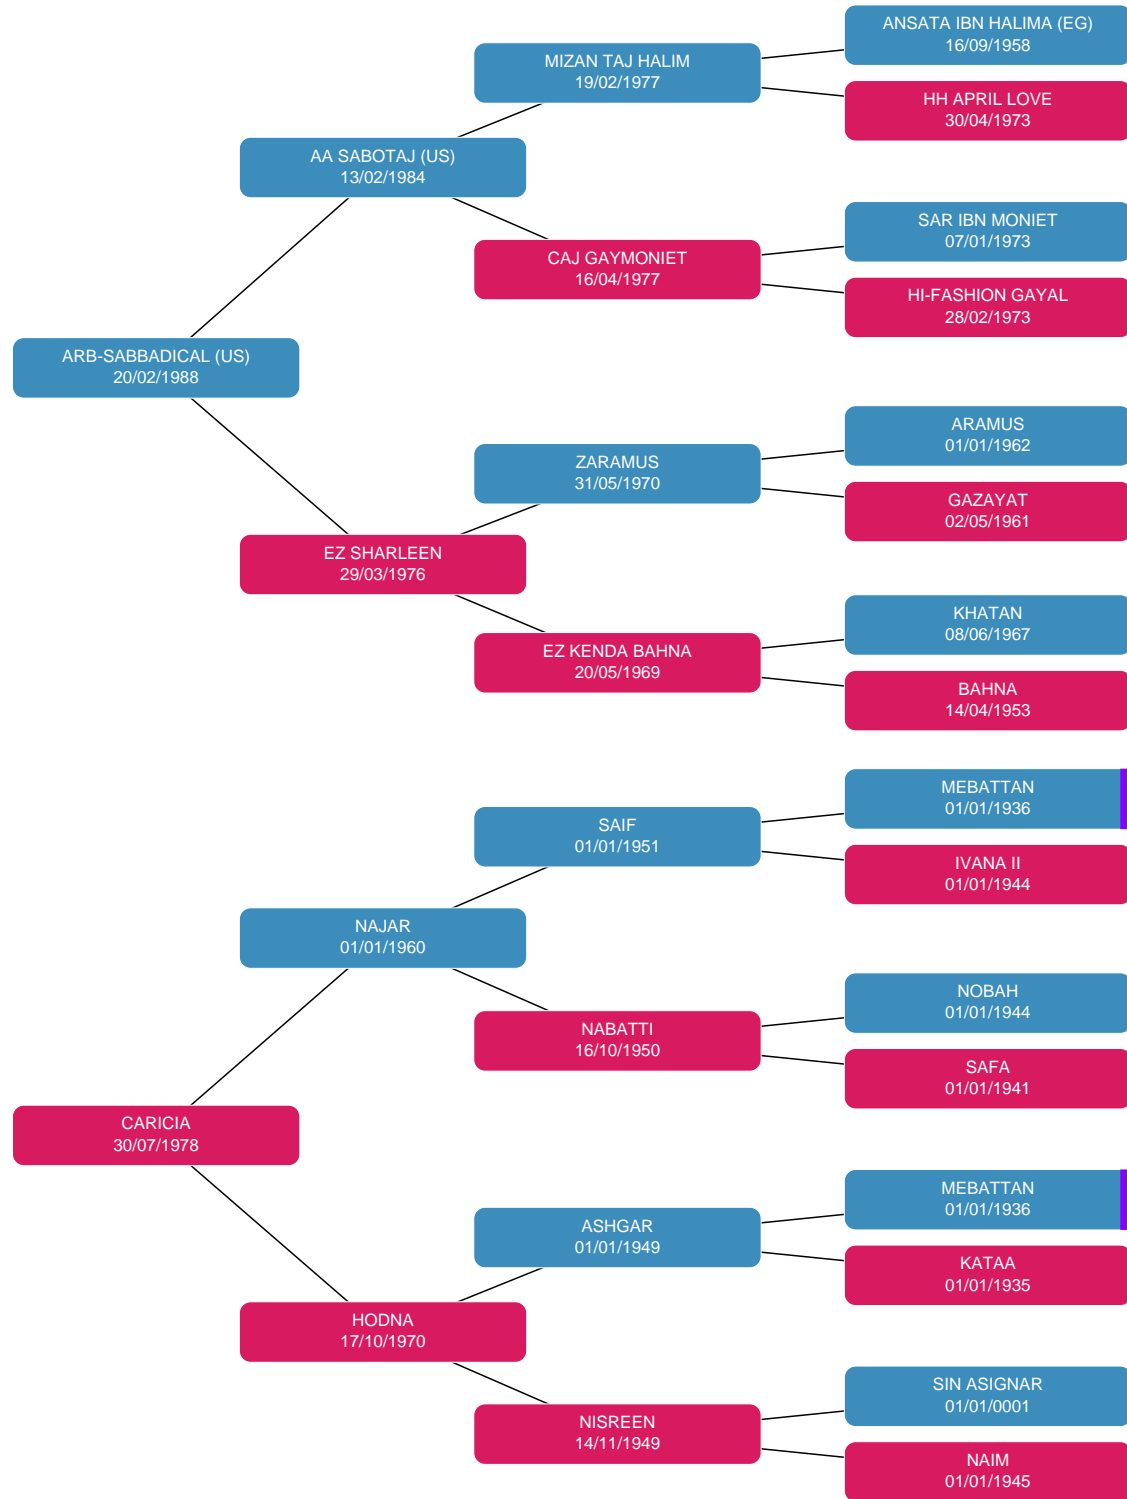 ANSATA IBN HALIMA (EG)
16/09/1958
MIZAN TAJ HALIM
19/02/1977
HH APRIL LOVE
30/04/1973
AA SABOTAJ (US)
13/02/1984
SAR IBN MONIET
07/01/1973
CAJ GAYMONIET
16/04/1977
HI-FASHION GAYAL
28/02/1973
ARB-SABBADICAL (US)
20/02/1988
ARAMUS
01/01/1962
ZARAMUS
31/05/1970
GAZAYAT
02/05/1961
EZ SHARLEEN
29/03/1976
KHATAN
08/06/1967
EZ KENDA BAHNA
20/05/1969
BAHNA
14/04/1953
MEBATTAN
01/01/1936
SAIF
01/01/1951
IVANA II
01/01/1944
NAJAR
01/01/1960
NOBAH
01/01/1944
NABATTI
16/10/1950
SAFA
01/01/1941
CARICIA
30/07/1978
MEBATTAN
01/01/1936
ASHGAR
01/01/1949
KATAA
01/01/1935
HODNA
17/10/1970
SIN ASIGNAR
01/01/0001
NISREEN
14/11/1949
NAIM
01/01/1945